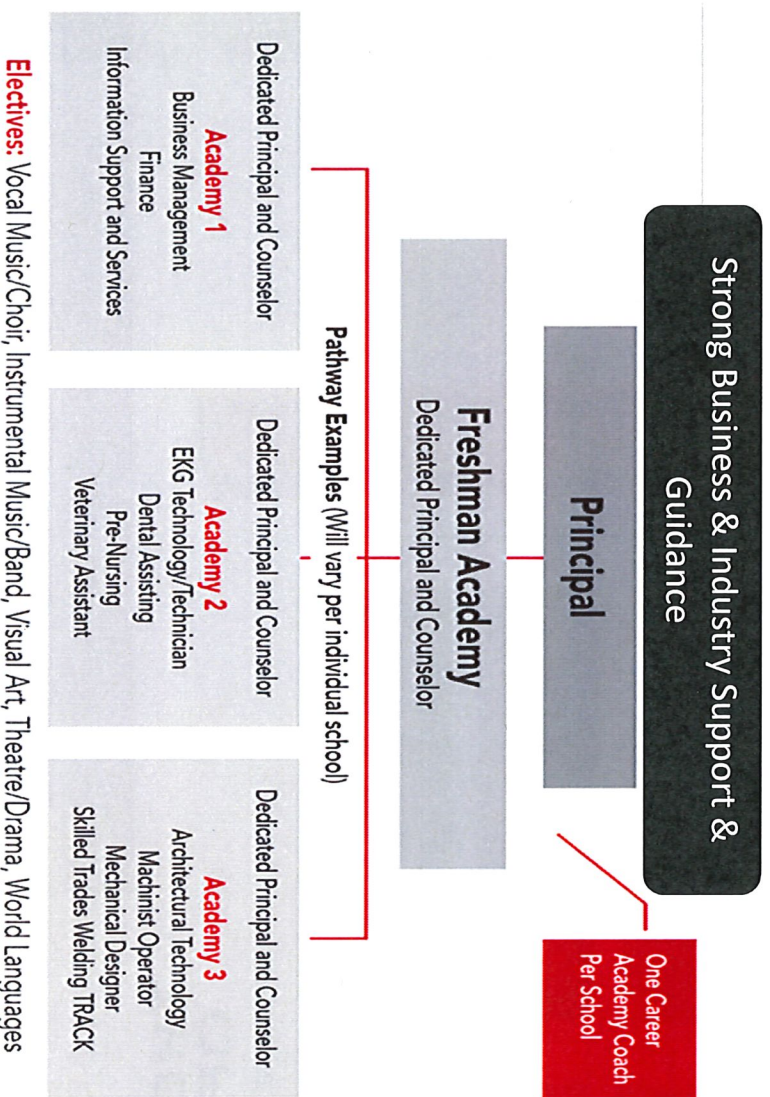 Strong Business & Industry Support &
Guidance
Principal
One Career
Academy Coach
Per School
Freshman Academy
Dedicated Principal and Counselor
Pathway Examples (Will vary per individual school)
Dedicated Principal and Counselor
Academy 1
Business Management
Finance
Information Support and Services
Dedicated Principal and Counselor
Academy 2
EKG Technology/Technician
Dental Assisting
Pre-Nursing
Veterinary Assistant
Dedicated Principal and Counselor
Academy 3
Architectural Technology
Machinist Operator
Mechanical Designer
Skilled Trades Welding TRACK
Electives: Vocal Music/Choir, Instrumental Music/Band, Visual Art, Theatre/Drama, World Languages